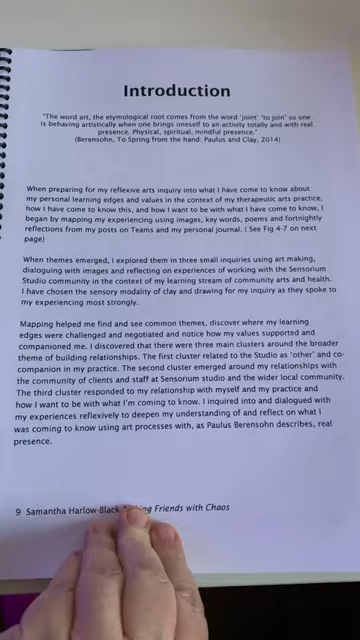 Introduction
"The word art, the etymological root comes from the word 'joint' 'to join' so one
is behaving artistically when one brings oneself to an activity totally and with real
presence. Physical, spiritual, mindful presence."
(Berensohn, To Spring from the hand: Paulus and Clay, 2014)
When preparing for my reflexive arts inquiry into what I have come to know about
my personal learning edges and values in the context of my therapeutic arts practice,
how I have come to know this, and how I want to be with what I have come to know, I
began by mapping my experiencing using images, key words, poems and fortnightly
reflections from my posts on Teams and my personal journal. ( See Fig 4-7 on next
page)
When themes emerged, I explored them in three small inquiries using art making,
dialoguing with images and reflecting on experiences of working with the Sensorium
Studio community in the context of my learning stream of community arts and health.
I have chosen the sensory modality of clay and drawing for my inquiry as they spoke to
my experiencing most strongly.
Mapping helped me find and see common themes, discover where my learning
edges were challenged and negotiated and notice how my values supported and
companioned me. I discovered that there were three main clusters around the broader
theme of building relationships. The first cluster related to the Studio as 'other' and co-
companion in my practice. The second cluster emerged around my relationships with
the community of clients and staff at Sensorium studio and the wider local community.
The third cluster responded to my relationship with myself and my practice and
how I want to be with what I'm coming to know. I inquired into and dialogued with
my experiences reflexively to deepen my understanding of and reflect on what I
was coming to know using art processes with, as Paulus Berensohn describes, real
presence.
9 Samantha Harlow-Black Friends with Chaos